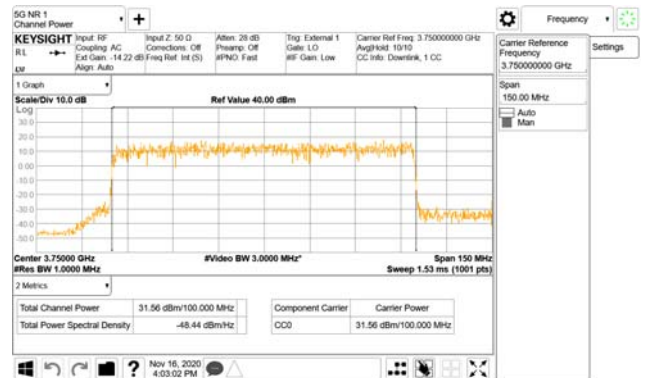 5G NR 1
Channel Power
Frequency
KEYSIGHT
RL
Input: RF
Coupling: AC
Ext Gain: -14.22 dB
Align: Auto
Input Z: 50 Ω
Corrections: Off
Freq Ref: Int (S)
Atten: 28 dB
Preamp: Off
#PNO: Fast
Trig: External 1
Gate: LO
#IF Gain: Low
Carrier Ref Freq: 3.750000000 GHz
Avg|Hold: 10/10
CC Info: Downlink, 1 CC
Carrier Reference
Frequency
3.750000000 GHz
Settings
Span
150.00 MHz
Auto
Man
1 Graph
Scale/Div 10.0 dB
Ref Value 40.00 dBm
Log
30.0
20.0
10.0
0.00
-10.0
-20.0
-30.0
-40.0
-50.0
Center 3.75000 GHz
#Video BW 3.0000 MHz*
Span 150 MHz
#Res BW 1.0000 MHz
Sweep 1.53 ms (1001 pts)
2 Metrics
Total Channel Power
31.56 dBm/100.000 MHz
Total Power Spectral Density
-48.44 dBm/Hz
Component Carrier
Carrier Power
CC0
31.56 dBm/100.000 MHz
?
Nov 16, 2020
4:03:02 PM